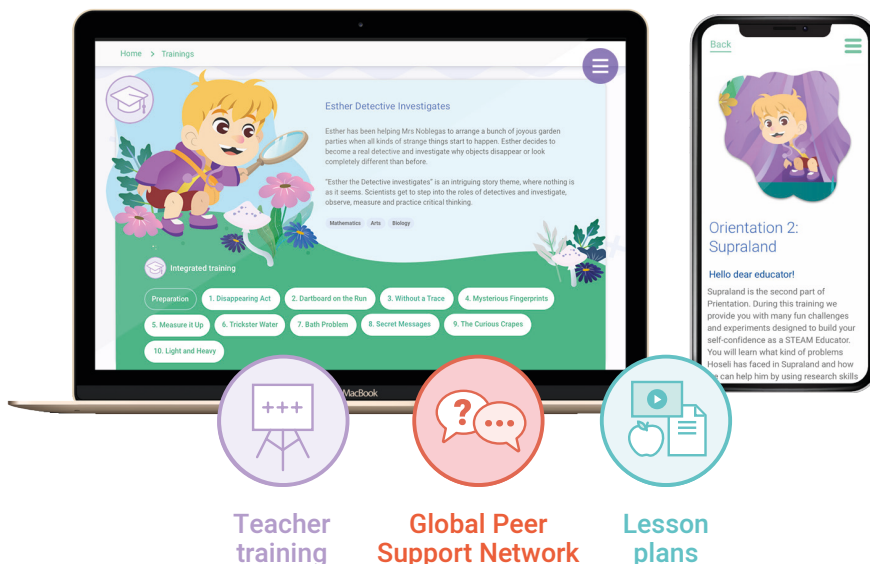 Home > Trainings
Esther Detective Investigates
Esther has been helping Mrs Noblegas to arrange a bunch of joyous garden
parties when all kinds of strange things start to happen. Esther decides to
become a real detective and investigate why objects disappear or look
completely different than before.
"Esther the Detective investigates" is an intriguing story theme, where nothing is
as it seems. Scientists get to step into the roles of detectives and investigate,
observe, measure and practice critical thinking.
Mathematics Arts Biology
Integrated training
Preparation 1. Disappearing Act 2. Dartboard on the Run 3. Without a Trace 4. Mysterious Fingerprints
5. Measure it Up 6. Trickster Water 7. Bath Problem 8. Secret Messages 9. The Curious Crapes
10. Light and Heavy
MacBook
Back
Orientation 2:
Supraland
Hello dear educator!
Supraland is the second part of
Prientation. During this training we
provide you with many fun challenges
and experiments designed to build your
self-confidence as a STEAM Educator.
You will learn what kind of problems
Hoseli has faced in Supraland and how
can help him by using research skills
+++
?
Teacher
training
Global Peer
Support Network
Lesson
plans